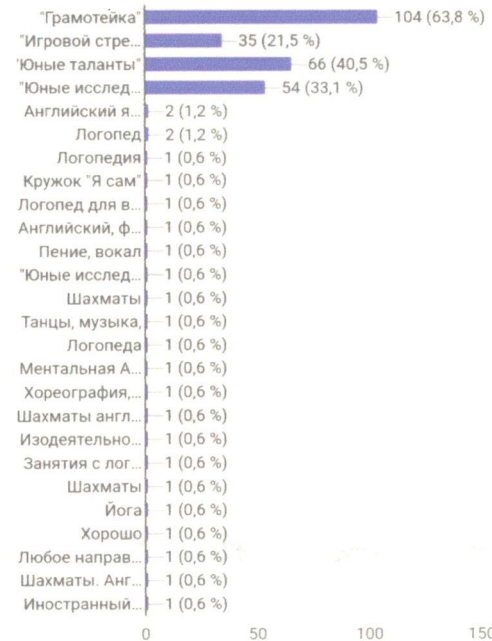 "Грамотейка" 104 (63,8 %)
"Игровой стре... 35 (21,5 %)
'Юные таланты" 66 (40,5 %)
"Юные исслед... 54 (33,1 %)
Английский я... 2 (1,2 %)
Логопед 2 (1,2 %)
Логопедия 1 (0,6 %)
Кружок "Я сам" 1 (0,6 %)
Логопед для в... 1 (0,6 %)
Английский, ф... 1 (0,6 %)
Пение, вокал 1 (0,6 %)
"Юные исслед... 1 (0,6 %)
Шахматы 1 (0,6 %)
Танцы, музыка, 1 (0,6 %)
Логопеда 1 (0,6 %)
Ментальная А... 1 (0,6 %)
Хореография,... 1 (0,6 %)
Шахматы англ... 1 (0,6 %)
Изодеятельно... 1 (0,6 %)
Занятия с лог... 1 (0,6 %)
Шахматы 1 (0,6 %)
Йога 1 (0,6 %)
Хорошо 1 (0,6 %)
Любое направ... 1 (0,6 %)
Шахматы. Анг... 1 (0,6 %)
Иностранный... 1 (0,6 %)
0 50 100 150